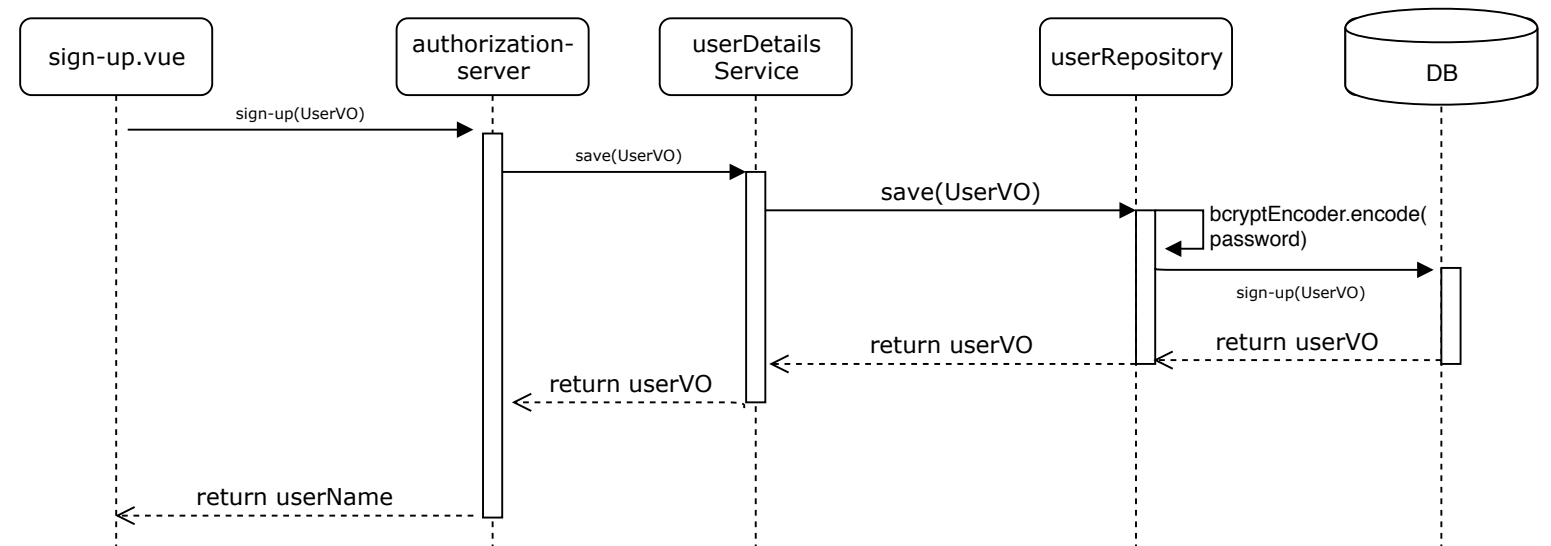 sign-up.vue
authorization-
server
userDetails
Service
userRepository
DB
sign-up(UserVO)
save(UserVO)
save(UserVO)
bcryptEncoder.encode(
password)
sign-up(UserVO)
return userVO
return userVO
return userVO
return userName